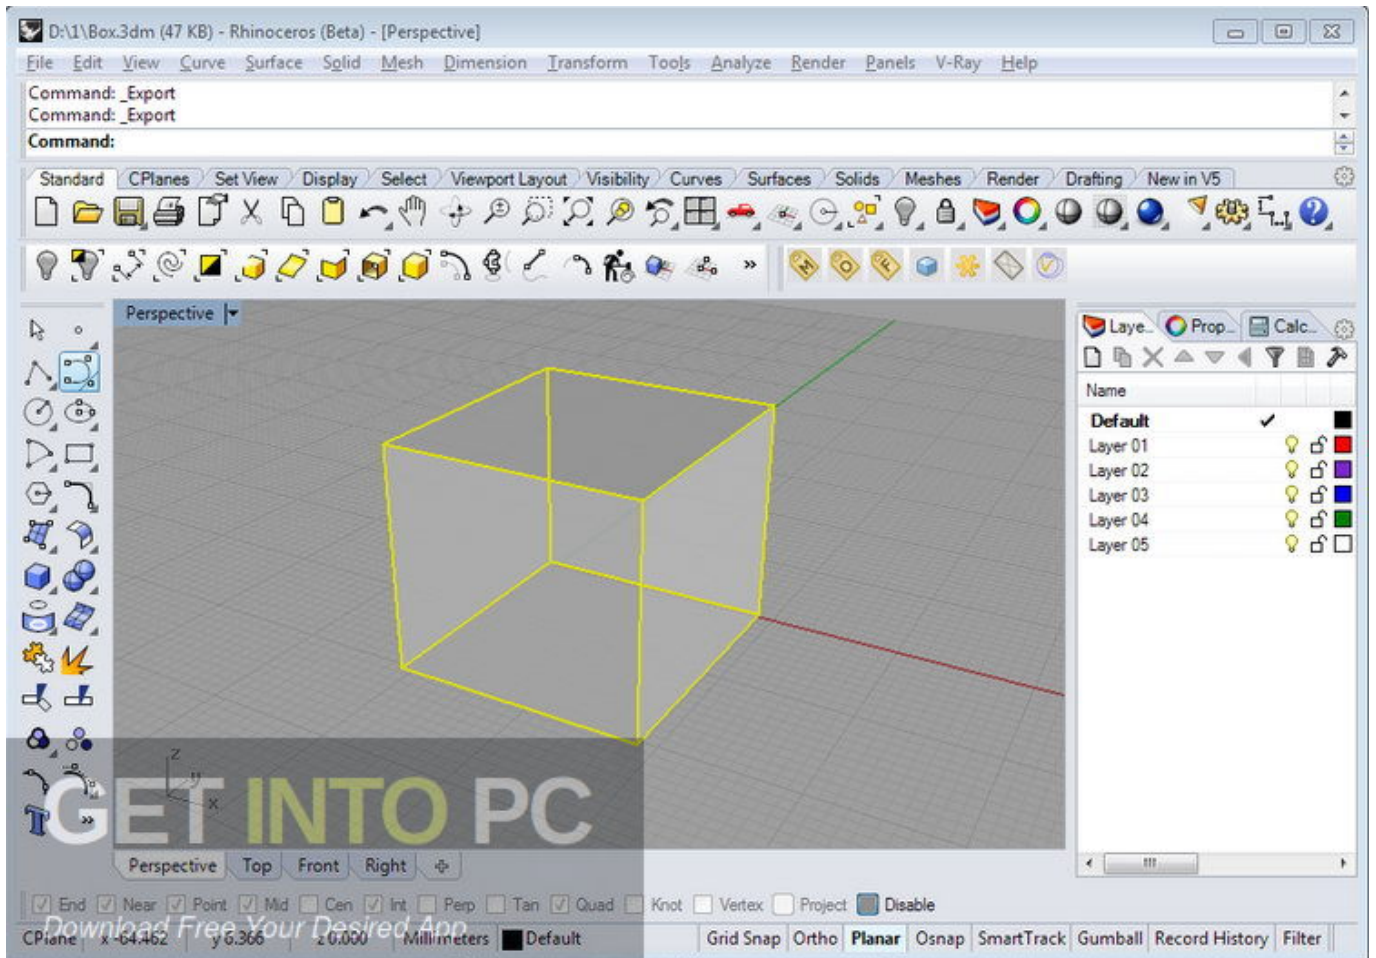 D:\1\Box.3dm (47 KB) - Rhinoceros (Beta) - [Perspective]
File Edit View Curve Surface Solid Mesh Dimension Transform Tools Analyze Render Panels V-Ray Help
Command: _Export
Command: _Export
Command:
Standard CPlanes Set View Display Select Viewport Layout Visibility Curves Surfaces Solids Meshes Render Drafting New in V5
Perspective
Laye... Prop... Calc...
Name
Default
Layer 01
Layer 02
Layer 03
Layer 04
Layer 05
z
y
x
GET INTO PC
Perspective Top Front Right
End Near Point Mid Cen Int Perp Tan Quad Knot Vertex Project Disable
Download Free Your Desired App
CPlane x -64.462 y 6.366 z 0.000 Millimeters Default Grid Snap Ortho Planar Osnap SmartTrack Gumball Record History Filter